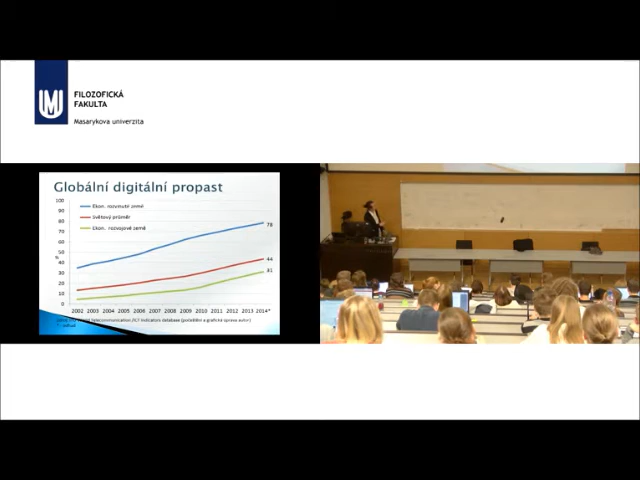 FILOZOFICKÁ
FAKULTA
Masarykova univerzita
Globální digitální propast
100
90
80
70
60
50
40
30
20
10
0
%
Ekon. rozvinuté země
Světový průměr
Ekon. rozvojové země
78
44
31
2002 2003 2004 2005 2006 2007 2008 2009 2010 2011 2012 2013 2014*
Telecommunication ICT Indicators database